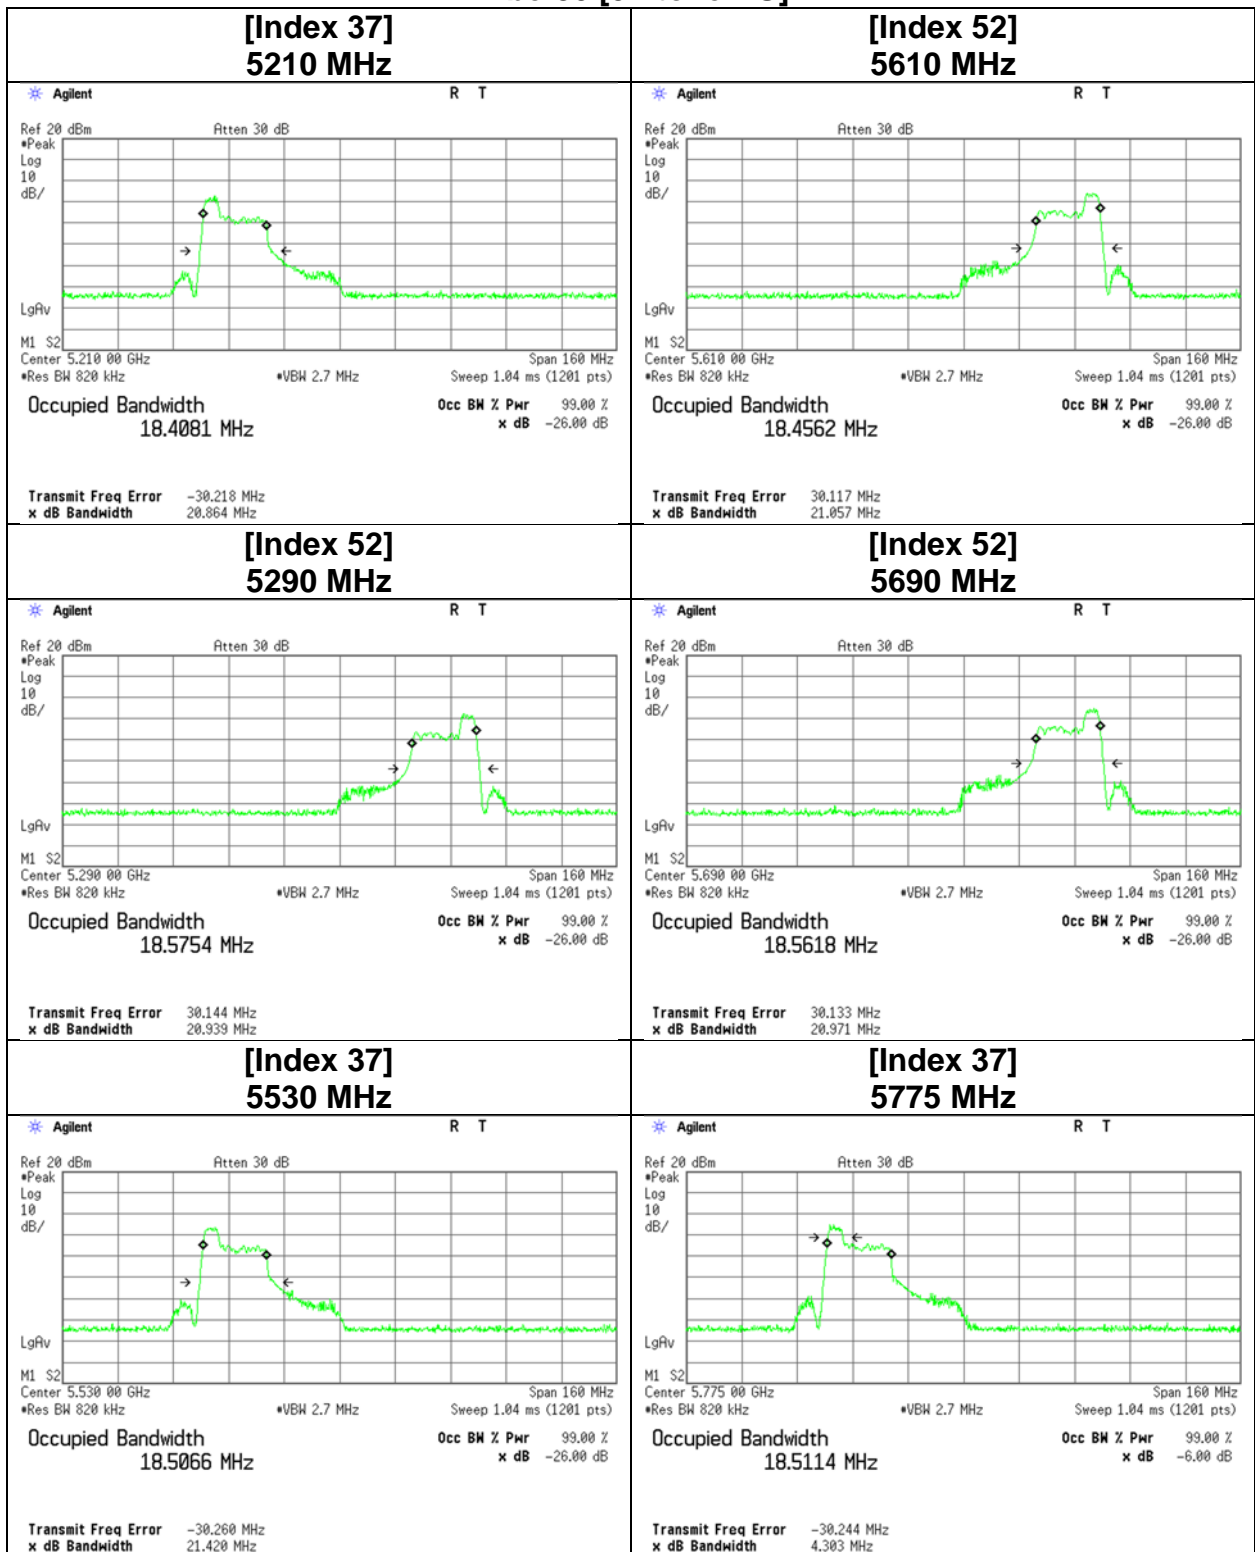 [Index 37]
5210 MHz
Agilent R T
Ref 20 dBm Atten 30 dB
*Peak
Log
10
dB/
LgAv
M1 S2
Center 5.210 00 GHz Span 160 MHz
*Res BW 820 kHz *VBW 2.7 MHz Sweep 1.04 ms (1201 pts)
Occupied Bandwidth Occ BW % Pwr 99.00 %
18.4081 MHz x dB -26.00 dB
Transmit Freq Error -30.218 MHz
x dB Bandwidth 20.864 MHz
[Index 52]
5610 MHz
Agilent R T
Ref 20 dBm Atten 30 dB
*Peak
Log
10
dB/
LgAv
M1 S2
Center 5.610 00 GHz Span 160 MHz
*Res BW 820 kHz *VBW 2.7 MHz Sweep 1.04 ms (1201 pts)
Occupied Bandwidth Occ BW % Pwr 99.00 %
18.4562 MHz x dB -26.00 dB
Transmit Freq Error 30.117 MHz
x dB Bandwidth 21.057 MHz
[Index 52]
5290 MHz
Agilent R T
Ref 20 dBm Atten 30 dB
*Peak
Log
10
dB/
LgAv
M1 S2
Center 5.290 00 GHz Span 160 MHz
*Res BW 820 kHz *VBW 2.7 MHz Sweep 1.04 ms (1201 pts)
Occupied Bandwidth Occ BW % Pwr 99.00 %
18.5754 MHz x dB -26.00 dB
Transmit Freq Error 30.144 MHz
x dB Bandwidth 20.939 MHz
[Index 52]
5690 MHz
Agilent R T
Ref 20 dBm Atten 30 dB
*Peak
Log
10
dB/
LgAv
M1 S2
Center 5.690 00 GHz Span 160 MHz
*Res BW 820 kHz *VBW 2.7 MHz Sweep 1.04 ms (1201 pts)
Occupied Bandwidth Occ BW % Pwr 99.00 %
18.5618 MHz x dB -26.00 dB
Transmit Freq Error 30.133 MHz
x dB Bandwidth 20.971 MHz
[Index 37]
5530 MHz
Agilent R T
Ref 20 dBm Atten 30 dB
*Peak
Log
10
dB/
LgAv
M1 S2
Center 5.530 00 GHz Span 160 MHz
*Res BW 820 kHz *VBW 2.7 MHz Sweep 1.04 ms (1201 pts)
Occupied Bandwidth Occ BW % Pwr 99.00 %
18.5066 MHz x dB -26.00 dB
Transmit Freq Error -30.260 MHz
x dB Bandwidth 21.420 MHz
[Index 37]
5775 MHz
Agilent R T
Ref 20 dBm Atten 30 dB
*Peak
Log
10
dB/
LgAv
M1 S2
Center 5.775 00 GHz Span 160 MHz
*Res BW 820 kHz *VBW 2.7 MHz Sweep 1.04 ms (1201 pts)
Occupied Bandwidth Occ BW % Pwr 99.00 %
18.5114 MHz x dB -6.00 dB
Transmit Freq Error -30.244 MHz
x dB Bandwidth 4.303 MHz